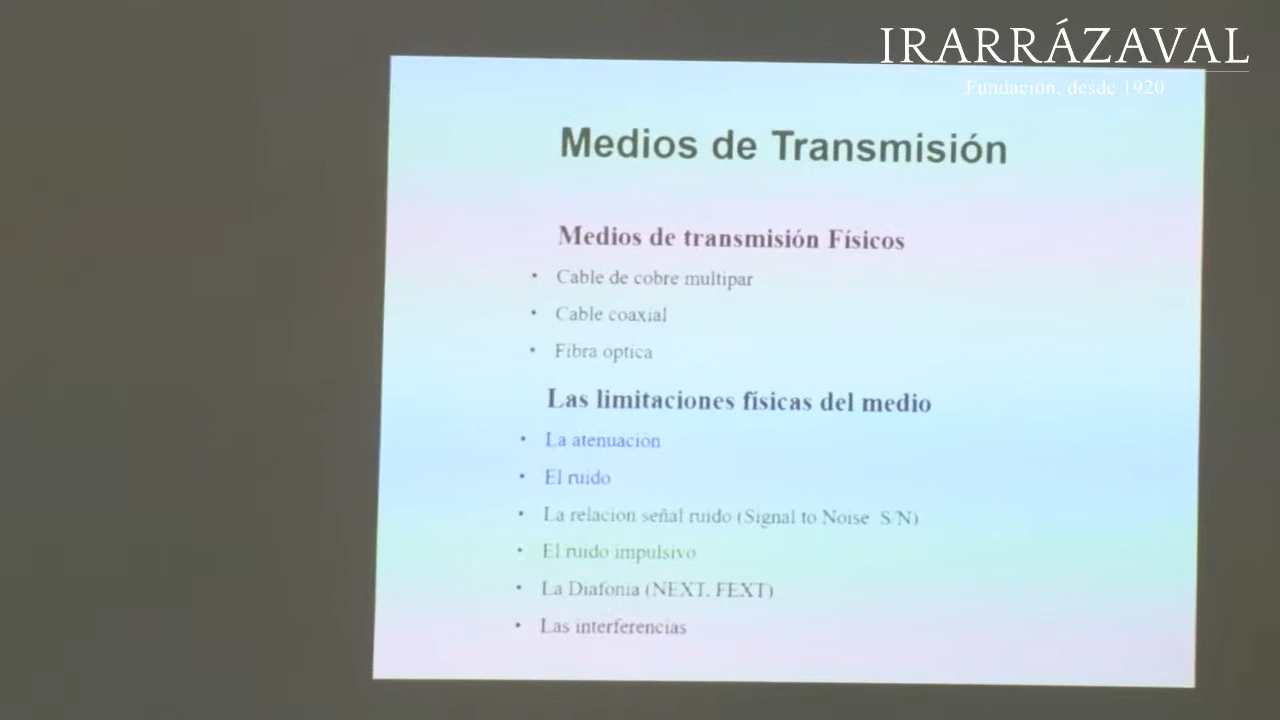 IRARRÁZAVAL
Fundación, desde 1920
Medios de Transmisión
Medios de transmisión Físicos
• Cable de cobre multipar
• Cable coaxial
• Fibra optica
Las limitaciones físicas del medio
• La atenuación
• El ruido
• La relacion señal ruido (Signal to Noise S/N)
• El ruido impulsivo
• La Diafonia (NEXT, FEXT)
• Las interferencias